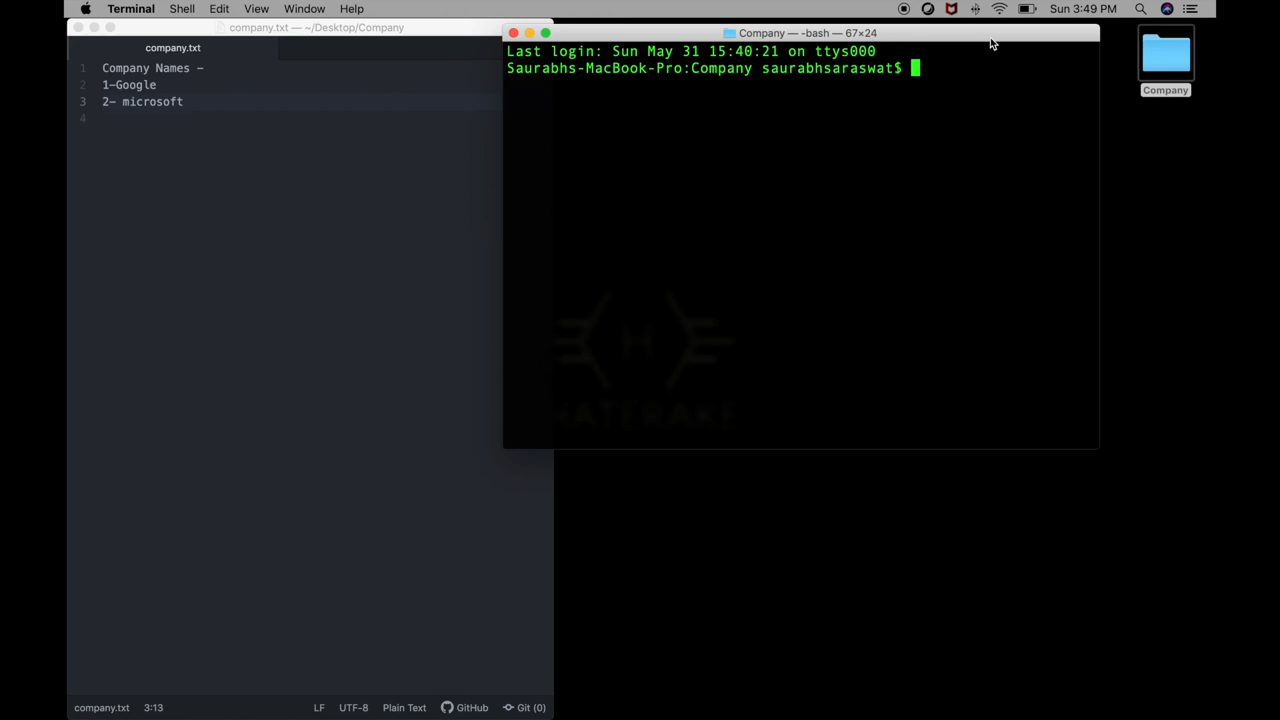 Terminal Shell Edit View Window Help
Sun 3:49 PM
company.txt — ~/Desktop/Company
company.txt
1 Company Names -
2 1-Google
3 2- microsoft
4
company.txt 3:13 LF UTF-8 Plain Text GitHub Git (0)
Company — -bash — 67×24
Last login: Sun May 31 15:40:21 on ttys000
Saurabhs-MacBook-Pro:Company saurabhsaraswat$
H
HATERAKE
Company